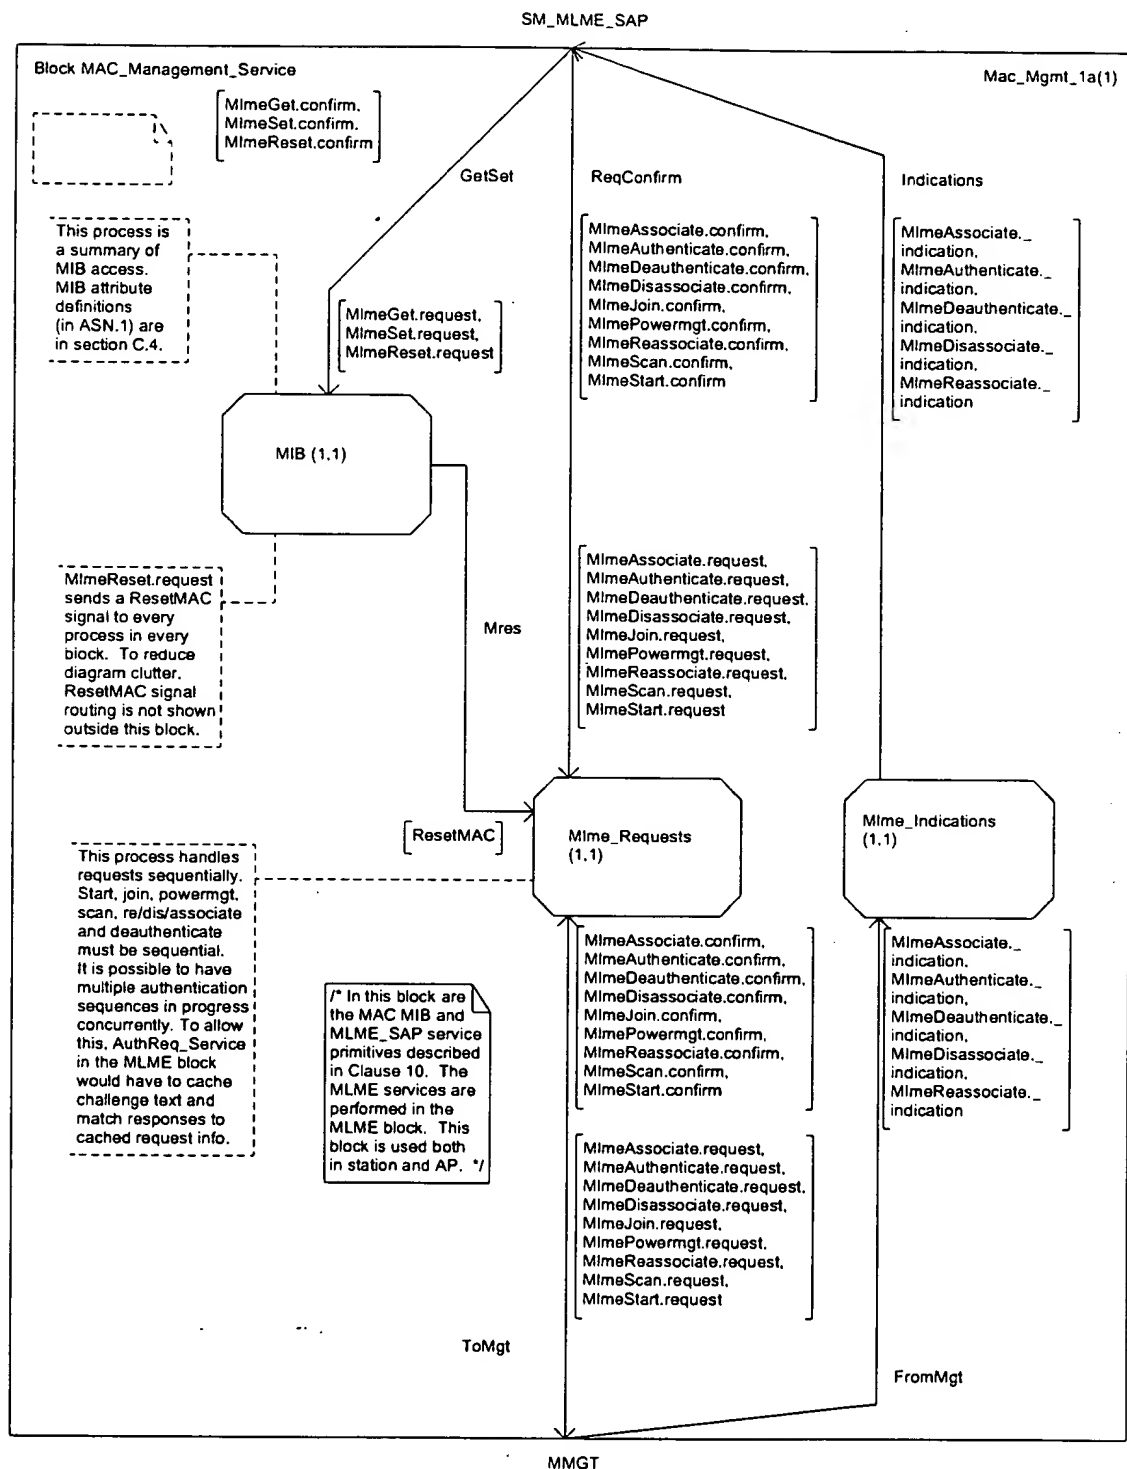 SM_MLME_SAP
Block MAC_Management_Service
Mac_Mgmt_1a(1)
MlmeGet.confirm,
MlmeSet.confirm,
MlmeReset.confirm
GetSet
ReqConfirm
Indications
This process is
a summary of
MIB access.
MIB attribute
definitions
(in ASN.1) are
in section C.4.
MlmeGet.request,
MlmeSet.request,
MlmeReset.request
MlmeAssociate.confirm,
MlmeAuthenticate.confirm,
MlmeDeauthenticate.confirm,
MlmeDisassociate.confirm,
MlmeJoin.confirm,
MlmePowermgt.confirm,
MlmeReassociate.confirm,
MlmeScan.confirm,
MlmeStart.confirm
MlmeAssociate._
indication,
MlmeAuthenticate._
indication,
MlmeDeauthenticate._
indication,
MlmeDisassociate._
indication,
MlmeReassociate._
indication
MIB (1,1)
MlmeReset.request
sends a ResetMAC
signal to every
process in every
block. To reduce
diagram clutter,
ResetMAC signal
routing is not shown
outside this block.
Mres
MlmeAssociate.request,
MlmeAuthenticate.request,
MlmeDeauthenticate.request,
MlmeDisassociate.request,
MlmeJoin.request,
MlmePowermgt.request,
MlmeReassociate.request,
MlmeScan.request,
MlmeStart.request
ResetMAC
Mlme_Requests
(1,1)
Mlme_Indications
(1,1)
This process handles
requests sequentially.
Start, join, powermgt,
scan, re/dis/associate
and deauthenticate
must be sequential.
It is possible to have
multiple authentication
sequences in progress
concurrently. To allow
this, AuthReq_Service
in the MLME block
would have to cache
challenge text and
match responses to
cached request info.
/* In this block are
the MAC MIB and
MLME_SAP service
primitives described
in Clause 10. The
MLME services are
performed in the
MLME block. This
block is used both
in station and AP. */
MlmeAssociate.confirm,
MlmeAuthenticate.confirm,
MlmeDeauthenticate.confirm,
MlmeDisassociate.confirm,
MlmeJoin.confirm,
MlmePowermgt.confirm,
MlmeReassociate.confirm,
MlmeScan.confirm,
MlmeStart.confirm
MlmeAssociate._
indication,
MlmeAuthenticate._
indication,
MlmeDeauthenticate._
indication,
MlmeDisassociate._
indication,
MlmeReassociate._
indication
MlmeAssociate.request,
MlmeAuthenticate.request,
MlmeDeauthenticate.request,
MlmeDisassociate.request,
MlmeJoin.request,
MlmePowermgt.request,
MlmeReassociate.request,
MlmeScan.request,
MlmeStart.request
ToMgt
FromMgt
MMGT